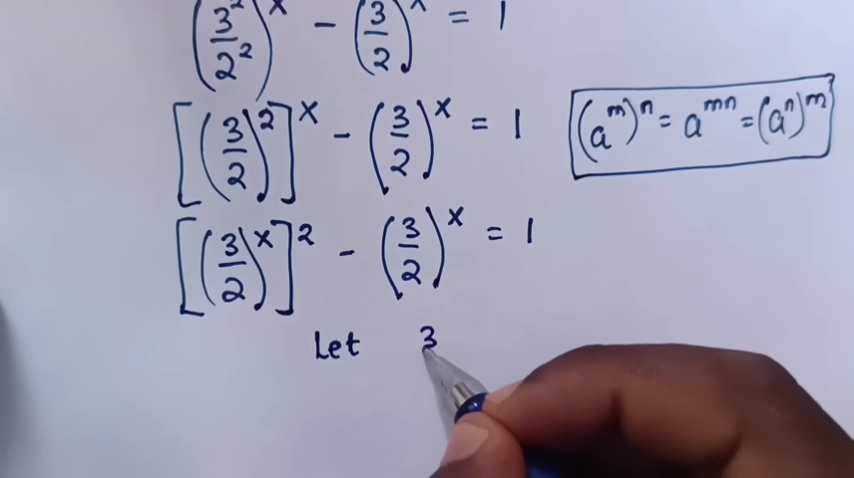 (3²/2²)^x − (3/2)^x = 1
[(3/2)²]^x − (3/2)^x = 1
(a^m)^n = a^mn = (a^n)^m
[(3/2)^x]² − (3/2)^x = 1
Let 3